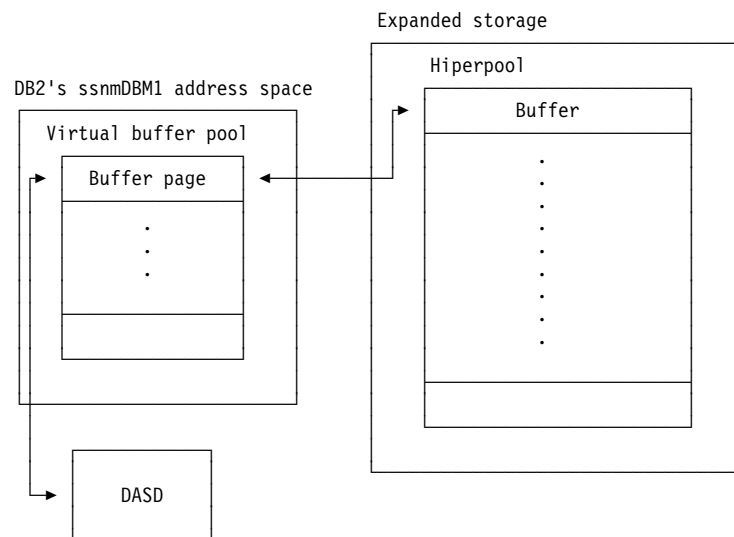 Expanded storage
Hiperpool
DB2's ssnmDBM1 address space
Buffer
Virtual buffer pool
Buffer page
DASD